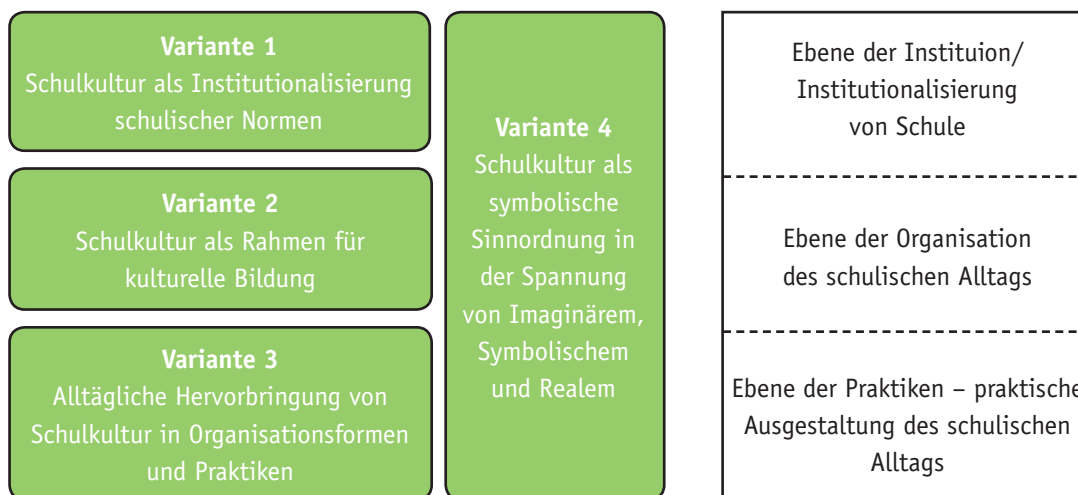 Variante 1
Schulkultur als Institutionalisierung
schulischer Normen
Variante 2
Schulkultur als Rahmen für
kulturelle Bildung
Variante 3
Alltägliche Hervorbringung von
Schulkultur in Organisationsformen
und Praktiken
Variante 4
Schulkultur als
symbolische
Sinnordnung in
der Spannung
von Imaginärem,
Symbolischem
und Realem
Ebene der Instituion/
Institutionalisierung
von Schule
Ebene der Organisation
des schulischen Alltags
Ebene der Praktiken – praktische
Ausgestaltung des schulischen
Alltags